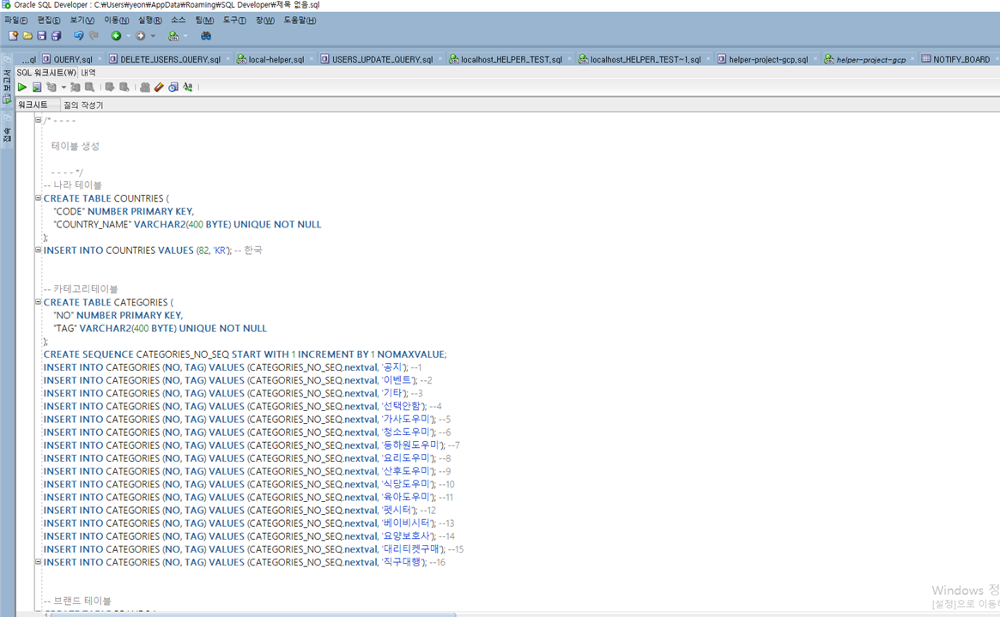 Oracle SQL Developer : C:₩Users₩yeon₩AppData₩Roaming₩SQL Developer₩제목 없음.sql
파일(F) 편집(E) 보기(V) 이동(N) 실행(R) 소스 팀(M) 도구(T) 창(W) 도움말(H)
...ql QUERY.sql DELETE_USERS_QUERY.sql local-helper.sql USERS_UPDATE_QUERY.sql localhost_HELPER_TEST.sql localhost_HELPER_TEST~1.sql helper-project-gcp.sql helper-project-gcp NOTIFY_BOARD
SQL 워크시트(W) 내역
워크시트 질의 작성기
보고서
접속
/* - - - -
테이블 생성
- - - - */
-- 나라 테이블
CREATE TABLE COUNTRIES (
"CODE" NUMBER PRIMARY KEY,
"COUNTRY_NAME" VARCHAR2(400 BYTE) UNIQUE NOT NULL
);
INSERT INTO COUNTRIES VALUES (82, 'KR'); -- 한국
-- 카테고리테이블
CREATE TABLE CATEGORIES (
"NO" NUMBER PRIMARY KEY,
"TAG" VARCHAR2(400 BYTE) UNIQUE NOT NULL
);
CREATE SEQUENCE CATEGORIES_NO_SEQ START WITH 1 INCREMENT BY 1 NOMAXVALUE;
INSERT INTO CATEGORIES (NO, TAG) VALUES (CATEGORIES_NO_SEQ.nextval, '공지'); --1
INSERT INTO CATEGORIES (NO, TAG) VALUES (CATEGORIES_NO_SEQ.nextval, '이벤트'); --2
INSERT INTO CATEGORIES (NO, TAG) VALUES (CATEGORIES_NO_SEQ.nextval, '기타'); --3
INSERT INTO CATEGORIES (NO, TAG) VALUES (CATEGORIES_NO_SEQ.nextval, '선택안함'); --4
INSERT INTO CATEGORIES (NO, TAG) VALUES (CATEGORIES_NO_SEQ.nextval, '가사도우미'); --5
INSERT INTO CATEGORIES (NO, TAG) VALUES (CATEGORIES_NO_SEQ.nextval, '청소도우미'); --6
INSERT INTO CATEGORIES (NO, TAG) VALUES (CATEGORIES_NO_SEQ.nextval, '등하원도우미'); --7
INSERT INTO CATEGORIES (NO, TAG) VALUES (CATEGORIES_NO_SEQ.nextval, '요리도우미'); --8
INSERT INTO CATEGORIES (NO, TAG) VALUES (CATEGORIES_NO_SEQ.nextval, '산후도우미'); --9
INSERT INTO CATEGORIES (NO, TAG) VALUES (CATEGORIES_NO_SEQ.nextval, '식당도우미'); --10
INSERT INTO CATEGORIES (NO, TAG) VALUES (CATEGORIES_NO_SEQ.nextval, '육아도우미'); --11
INSERT INTO CATEGORIES (NO, TAG) VALUES (CATEGORIES_NO_SEQ.nextval, '펫시터'); --12
INSERT INTO CATEGORIES (NO, TAG) VALUES (CATEGORIES_NO_SEQ.nextval, '베이비시터'); --13
INSERT INTO CATEGORIES (NO, TAG) VALUES (CATEGORIES_NO_SEQ.nextval, '요양보호사'); --14
INSERT INTO CATEGORIES (NO, TAG) VALUES (CATEGORIES_NO_SEQ.nextval, '대리티켓구매'); --15
INSERT INTO CATEGORIES (NO, TAG) VALUES (CATEGORIES_NO_SEQ.nextval, '직구대행'); --16
-- 브랜드 테이블
Windows 정
[설정]으로 이동